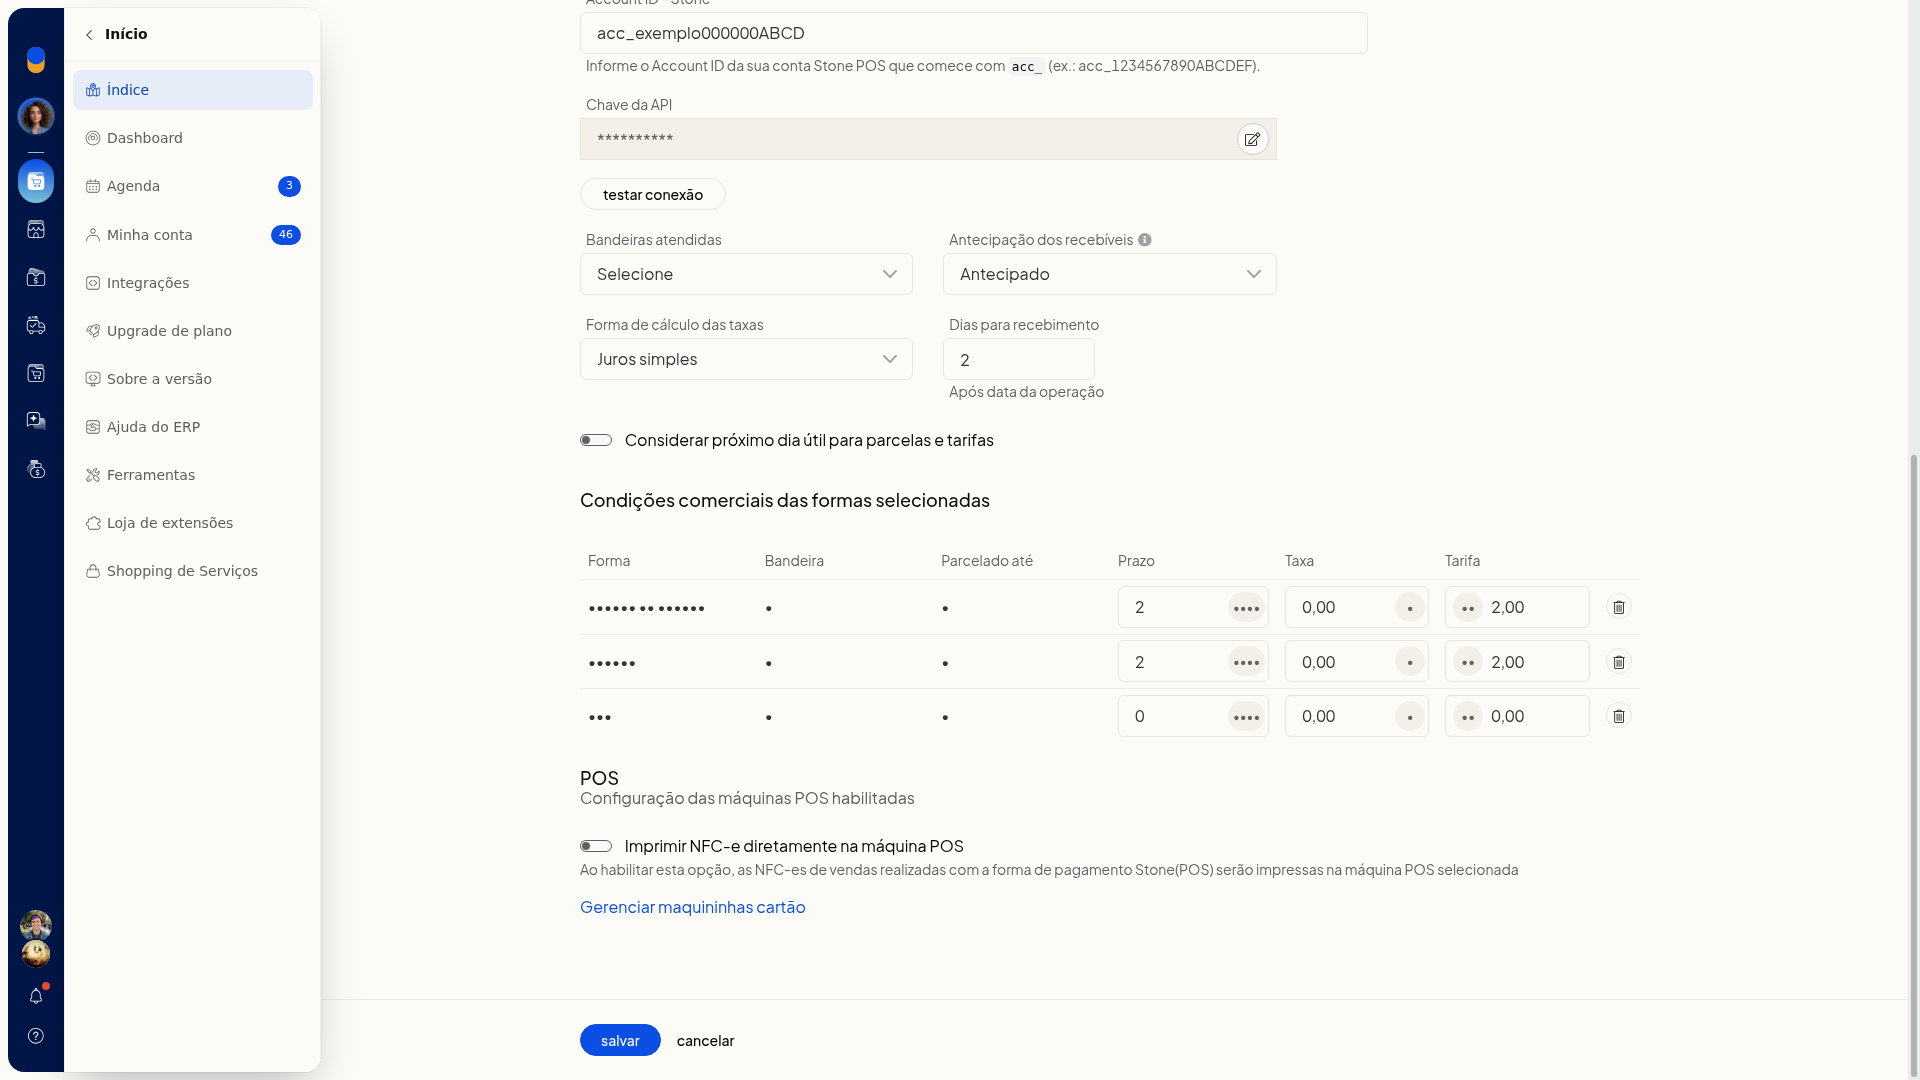 Início
Índice
Dashboard
Agenda
3
Minha conta
46
Integrações
Upgrade de plano
Sobre a versão
Ajuda do ERP
Ferramentas
Loja de extensões
Shopping de Serviços
Account ID - Stone
acc_exemplo000000ABCD
Informe o Account ID da sua conta Stone POS que comece com acc_ (ex.: acc_1234567890ABCDEF).
Chave da API
**********
testar conexão
Bandeiras atendidas
Selecione
Antecipação dos recebíveis
Antecipado
Forma de cálculo das taxas
Juros simples
Dias para recebimento
2
Após data da operação
Considerar próximo dia útil para parcelas e tarifas
Condições comerciais das formas selecionadas
Forma Bandeira Parcelado até Prazo Taxa Tarifa
•••••• •• •••••• • • 2 •••• 0,00 • •• 2,00
•••••• • • 2 •••• 0,00 • •• 2,00
••• • • 0 •••• 0,00 • •• 0,00
POS
Configuração das máquinas POS habilitadas
Imprimir NFC-e diretamente na máquina POS
Ao habilitar esta opção, as NFC-es de vendas realizadas com a forma de pagamento Stone(POS) serão impressas na máquina POS selecionada
Gerenciar maquininhas cartão
salvar
cancelar